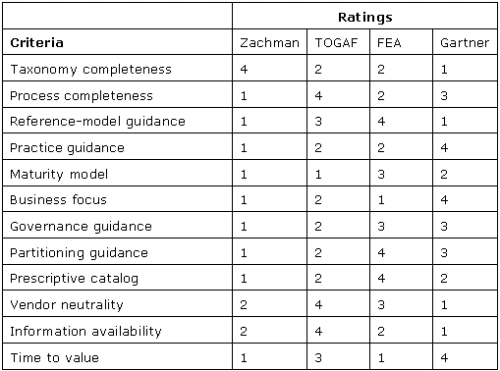 Ratings
Criteria Zachman TOGAF FEA Gartner
Taxonomy completeness 4 2 2 1
Process completeness 1 4 2 3
Reference-model guidance 1 3 4 1
Practice guidance 1 2 2 4
Maturity model 1 1 3 2
Business focus 1 2 1 4
Governance guidance 1 2 3 3
Partitioning guidance 1 2 4 3
Prescriptive catalog 1 2 4 2
Vendor neutrality 2 4 3 1
Information availability 2 4 2 1
Time to value 1 3 1 4